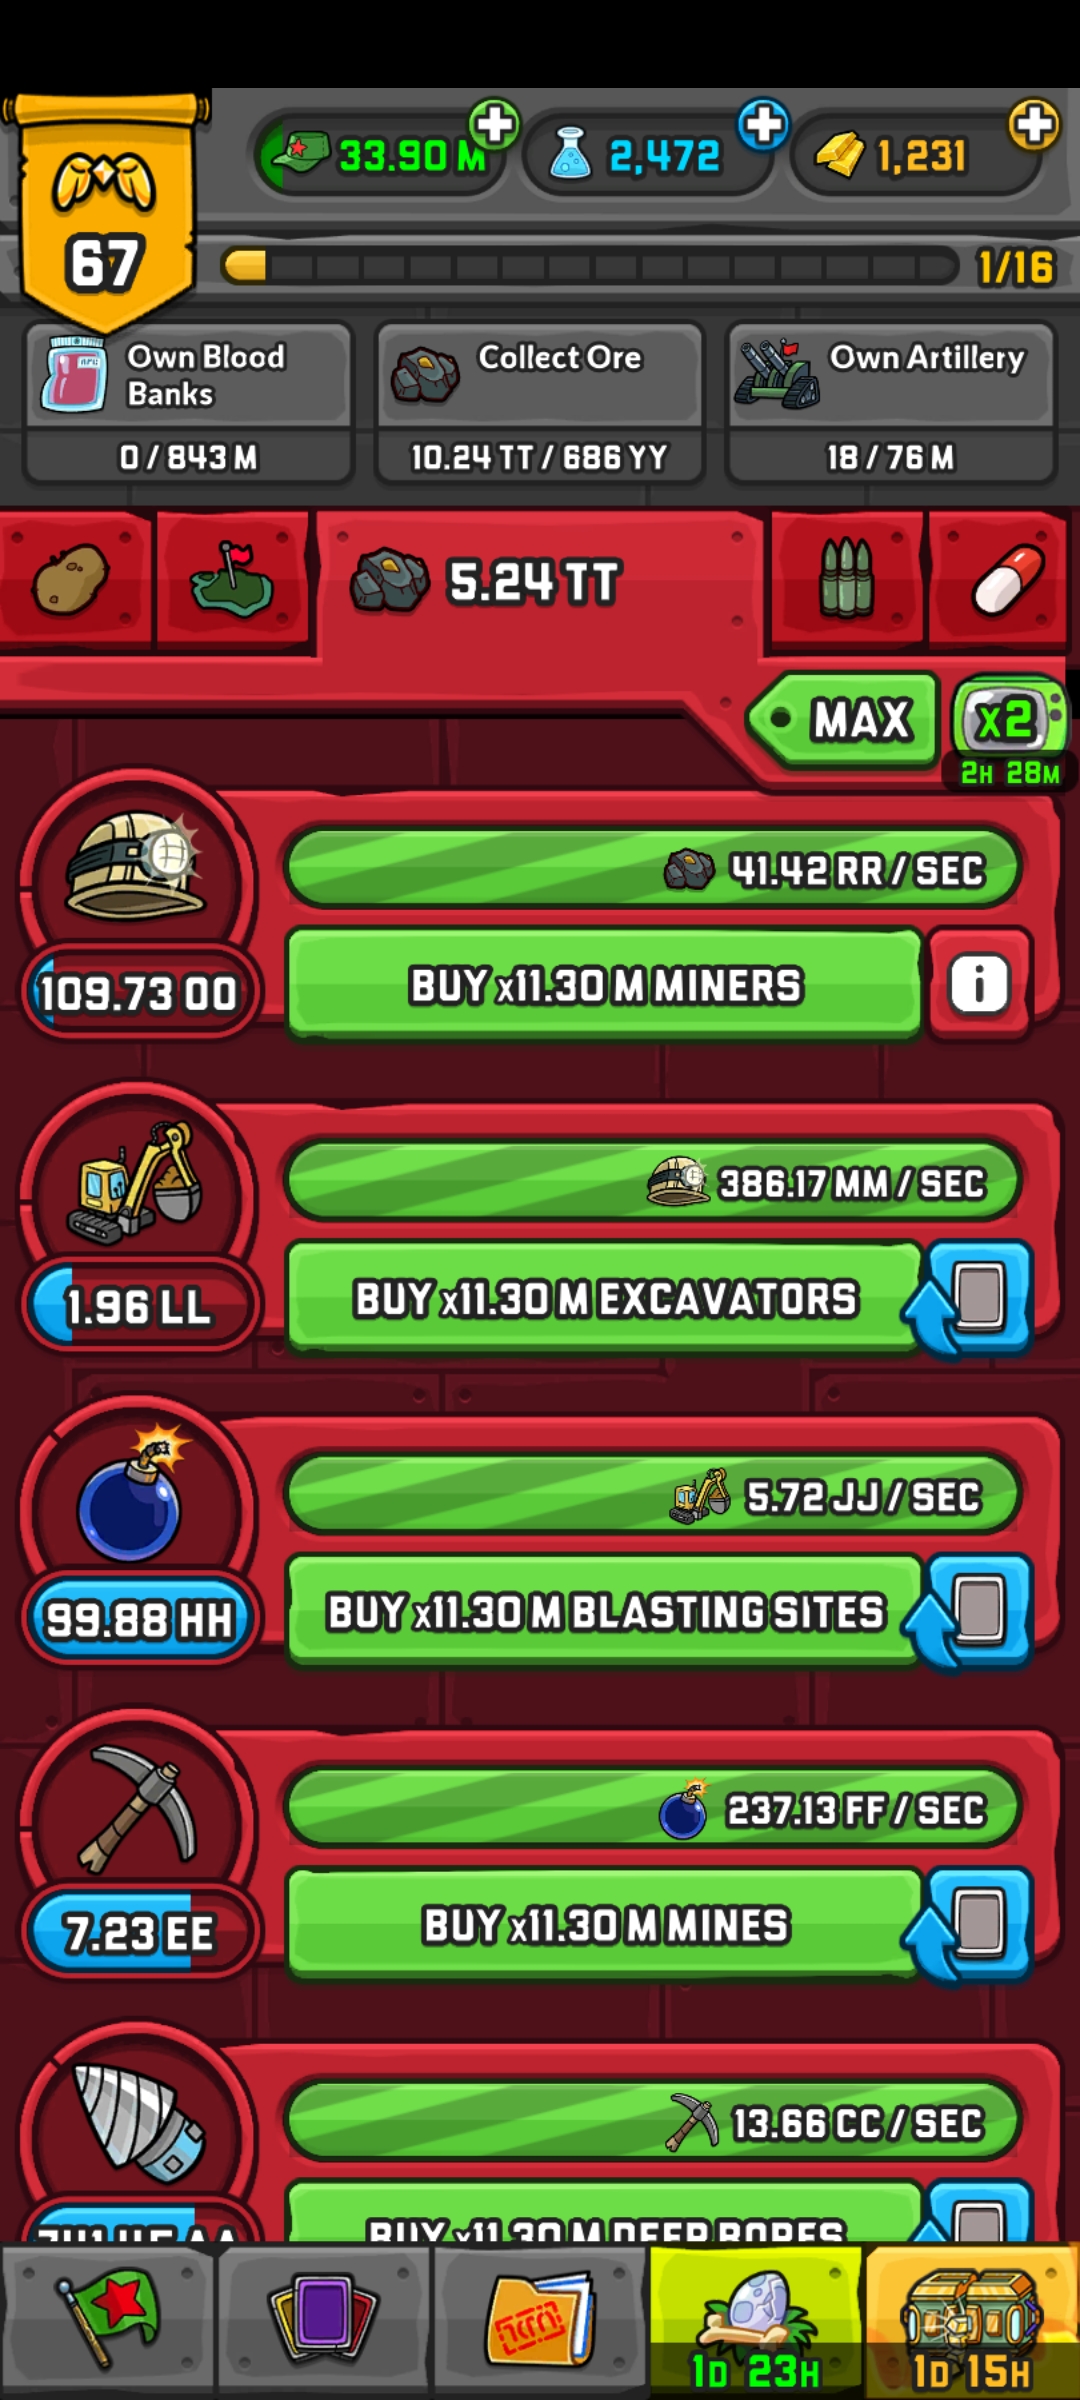 33.90 M
2,472
1,231
67
1/16
Own Blood
Banks
Collect Ore
Own Artillery
0 / 843 M
10.24 TT / 686 YY
18 / 76 M
5.24 TT
MAX
x2
2H 28M
41.42 RR / SEC
109.73 OO
BUY x11.30 M MINERS
i
386.17 MM / SEC
1.96 LL
BUY x11.30 M EXCAVATORS
5.72 JJ / SEC
99.88 HH
BUY x11.30 M BLASTING SITES
237.13 FF / SEC
7.23 EE
BUY x11.30 M MINES
13.66 CC / SEC
BUY x11.30 M DEEP BORES
1D 23H
1D 15H